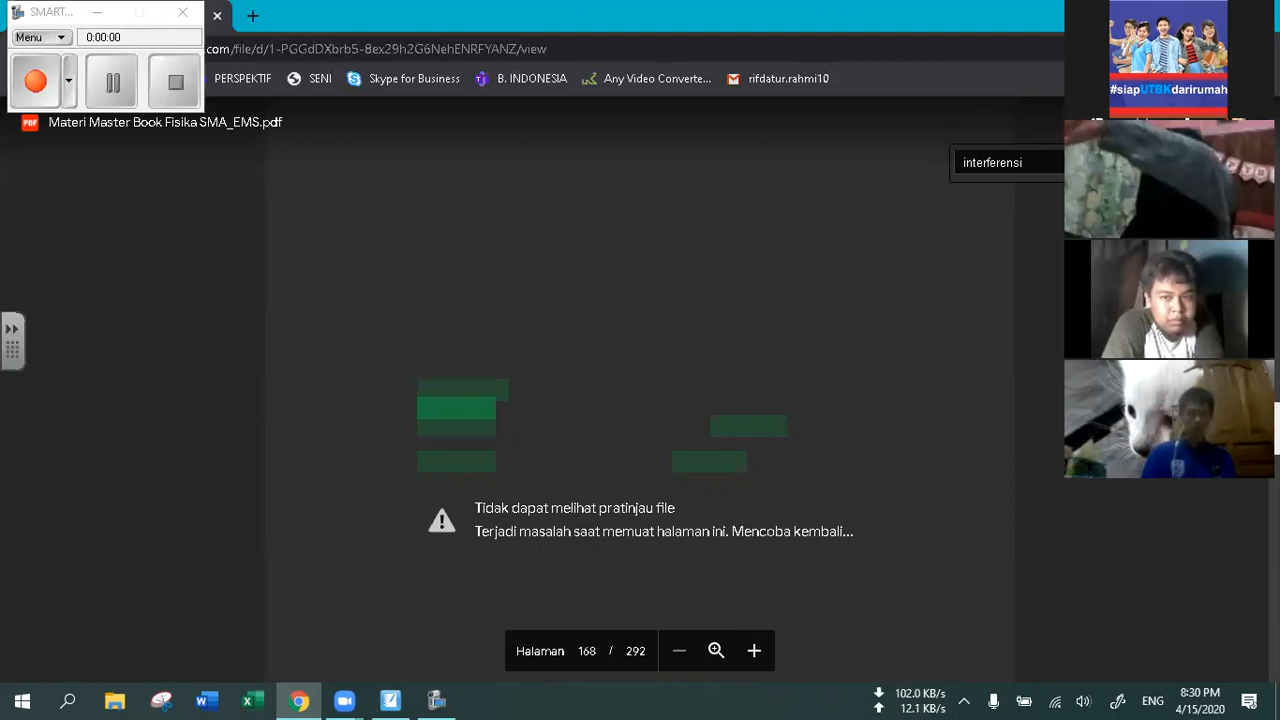 SMART...
Menu
0:00:00
com/file/d/1-PGGdDXbrb5-8ex29h2G6NehENRFYANZ/view
PERSPEKTIF
SENI
Skype for Business
B. INDONESIA
Any Video Converte...
rifdatur.rahmi10
PDF
Materi Master Book Fisika SMA_EMS.pdf
interferensi
#siapUTBKdarirumah
Tidak dapat melihat pratinjau file
Terjadi masalah saat memuat halaman ini. Mencoba kembali...
Halaman 168 / 292
102.0 KB/s
12.1 KB/s
ENG
8:30 PM
4/15/2020